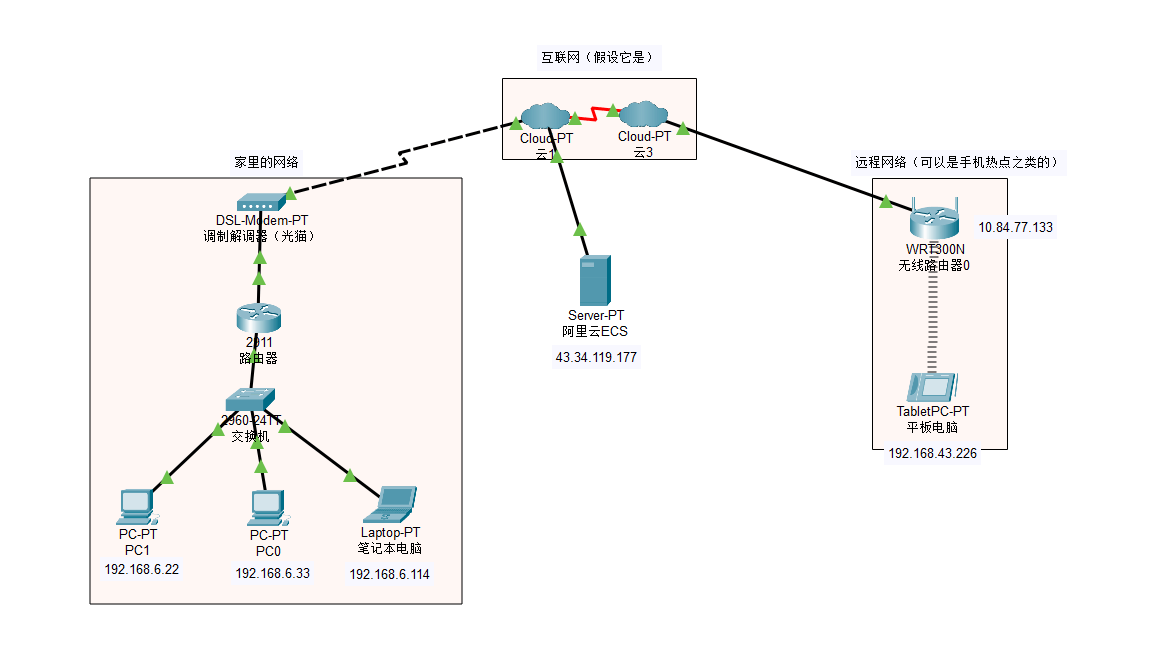 互联网（假设它是）
Cloud-PT
云1
Cloud-PT
云3
家里的网络
远程网络（可以是手机热点之类的）
DSL-Modem-PT
调制解调器（光猫）
10.84.77.133
WRT300N
无线路由器0
Server-PT
阿里云ECS
43.34.119.177
2911
路由器
2960-24TT
交换机
TabletPC-PT
平板电脑
192.168.43.226
PC-PT
PC1
192.168.6.22
PC-PT
PC0
192.168.6.33
Laptop-PT
笔记本电脑
192.168.6.114